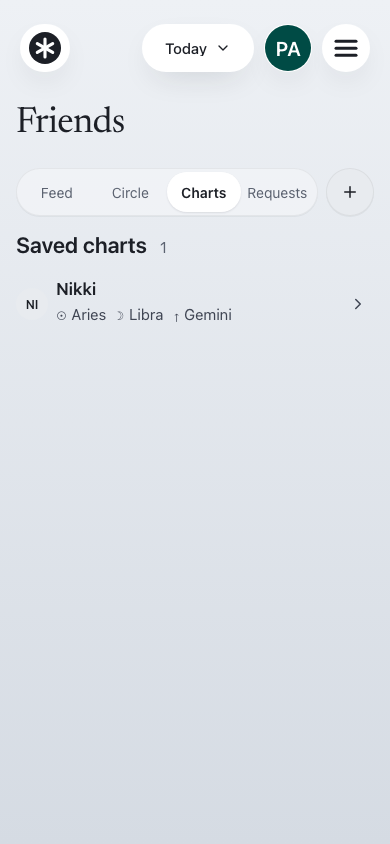 Today
PA
Friends
Feed Circle Charts Requests
Saved charts 1
NI
Nikki
☉ Aries ☽ Libra ↑ Gemini